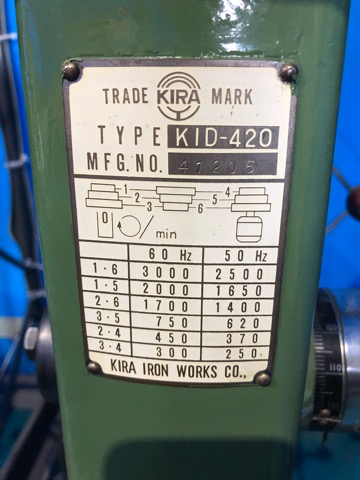 TRADE KIRA MARK
TYPE KID-420
MFG.NO. 41205
1 2 3 4 5 6
0 /min
60 Hz 50 Hz
1·6 3000 2500
1·5 2000 1650
2·6 1700 1400
3·5 750 620
2·4 450 370
3·4 300 250
KIRA IRON WORKS CO.,